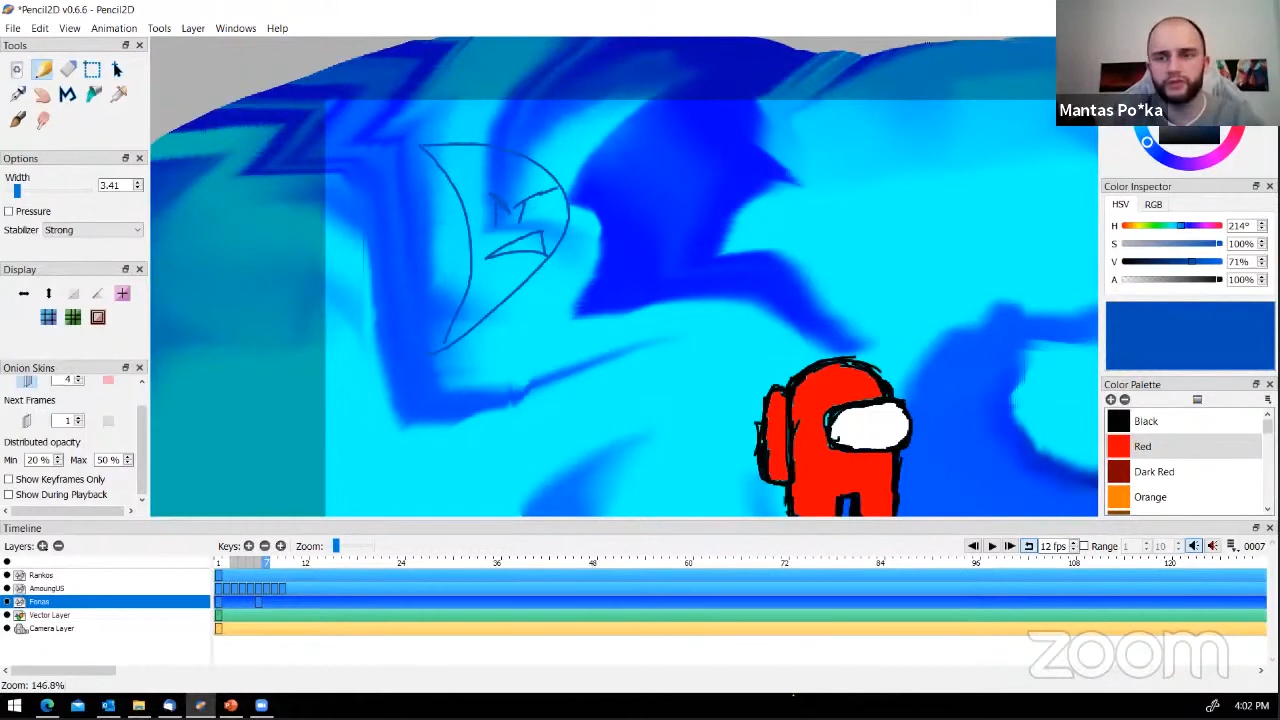 *Pencil2D v0.6.6 - Pencil2D
File Edit View Animation Tools Layer Windows Help
Tools
Mantas Po*ka
Options
Width
3.41
Pressure
Stabilizer Strong
Display
Onion Skins
4
Next Frames
1
Distributed opacity
Min 20 % Max 50 %
Show Keyframes Only
Show During Playback
Color Inspector
HSV RGB
H 214°
S 100%
V 71%
A 100%
Color Palette
Black
Red
Dark Red
Orange
Timeline
Layers: Keys: Zoom: 12 fps Range 1 10 0007
1 12 24 36 48 60 72 84 96 108 120
Rankos
AmoungUS
Fonas
Vector Layer
Camera Layer
zoom
Zoom: 146.8%
4:02 PM